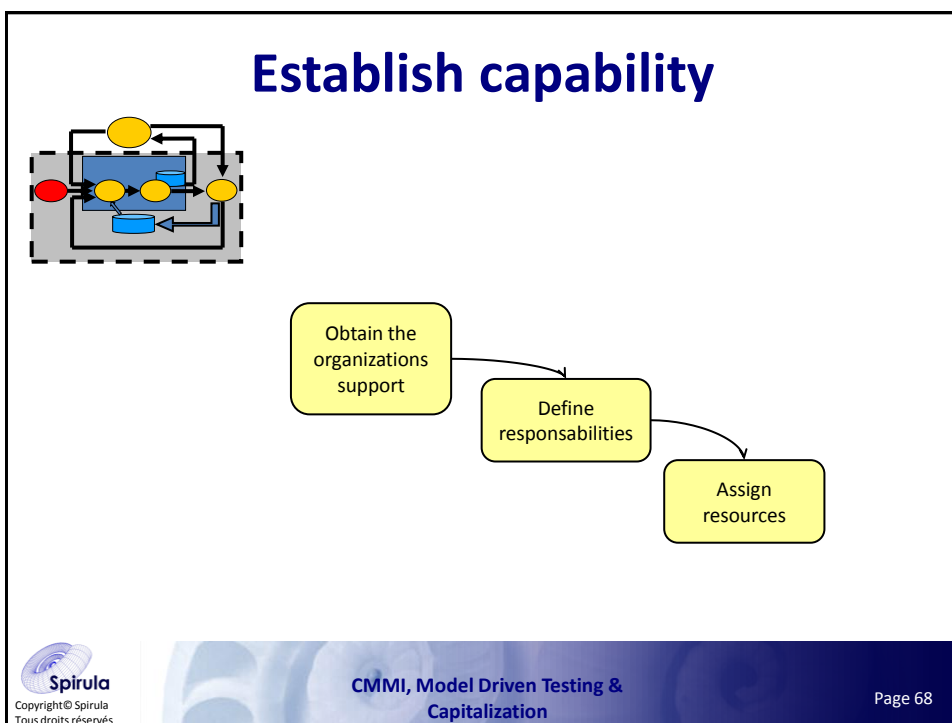 Establish capability
Obtain the
organizations
support
Define
responsabilities
Assign
resources
Spirula
Copyright© Spirula
Tous droits réservés
CMMI, Model Driven Testing &
Capitalization
Page 68